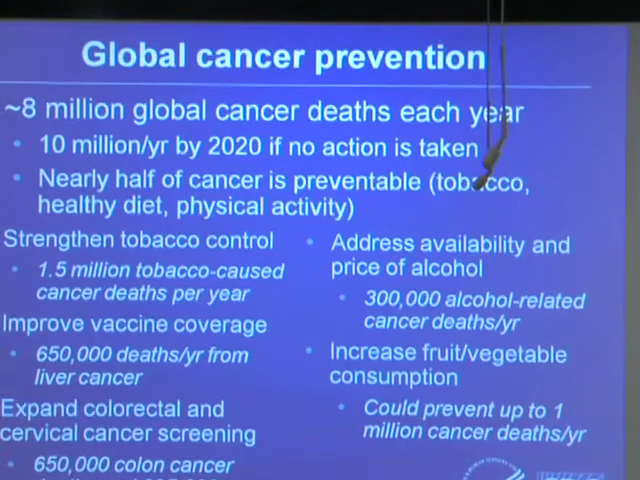 Global cancer prevention
~8 million global cancer deaths each year
• 10 million/yr by 2020 if no action is taken
• Nearly half of cancer is preventable (tobacco,
healthy diet, physical activity)
Strengthen tobacco control
• 1.5 million tobacco-caused
cancer deaths per year
Improve vaccine coverage
• 650,000 deaths/yr from
liver cancer
Expand colorectal and
cervical cancer screening
• 650,000 colon cancer
• Address availability and
price of alcohol
• 300,000 alcohol-related
cancer deaths/yr
• Increase fruit/vegetable
consumption
• Could prevent up to 1
million cancer deaths/yr